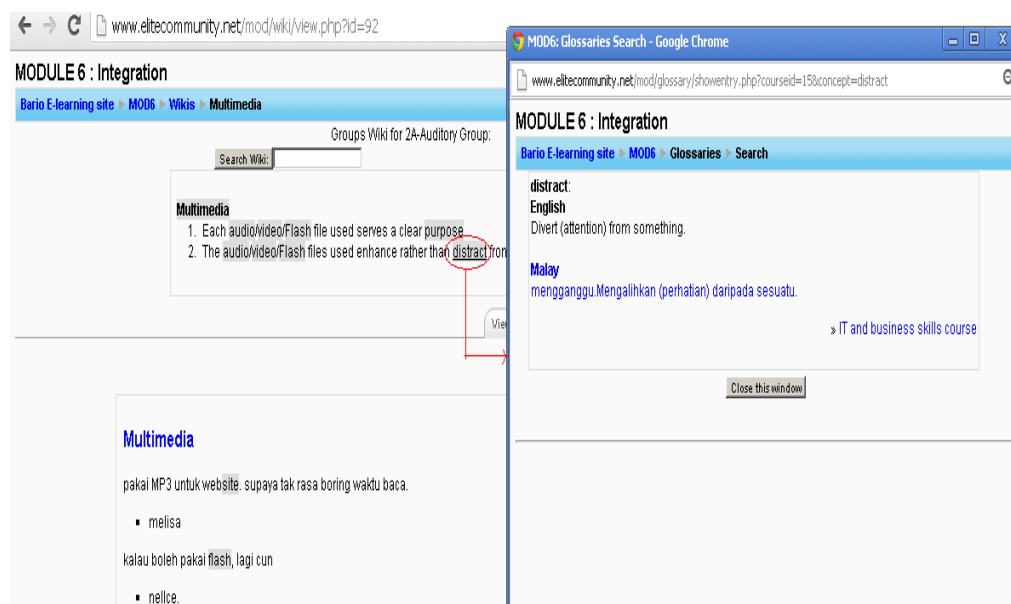 www.elitecommunity.net/mod/wiki/view.php?id=92
MODULE 6 : Integration
Bario E-learning site ► MOD6 ► Wikis ► Multimedia
Groups Wiki for 2A-Auditory Group:
Search Wiki:
Multimedia
1. Each audio/video/Flash file used serves a clear purpose
2. The audio/video/Flash files used enhance rather than distract from
Multimedia
pakai MP3 untuk website. supaya tak rasa boring waktu baca.
▪ melisa
kalau boleh pakai flash, lagi cun
▪ nellce.
MOD6: Glossaries Search - Google Chrome
www.elitecommunity.net/mod/glossary/showentry.php?courseid=15&concept=distract
MODULE 6 : Integration
Bario E-learning site ► MOD6 ► Glossaries ► Search
distract:
English
Divert (attention) from something.
Malay
mengganggu.Mengalihkan (perhatian) daripada sesuatu.
» IT and business skills course
Close this window